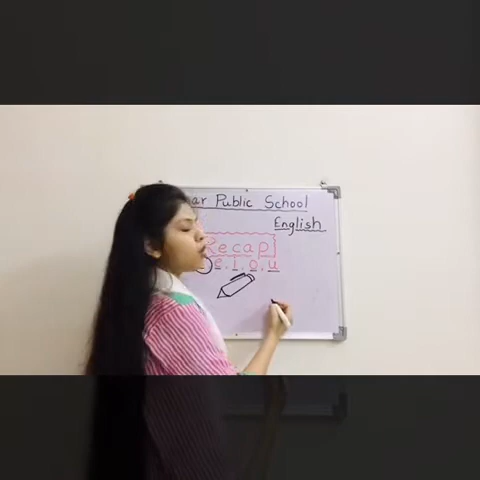 Public School
English
Recap
e, i, o, u